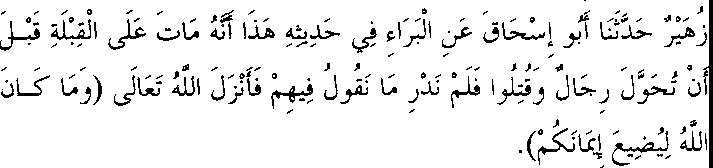 زُهَيْرٌ حَدَّثَنَا أَبُو إِسْحَاقَ عَنِ الْبَرَاءِ فِي حَدِيثِهِ هَذَا أَنَّهُ مَاتَ عَلَى الْقِبْلَةِ قَبْلَ
أَنْ تُحَوَّلَ رِجَالٌ وَقُتِلُوا فَلَمْ نَدْرِ مَا نَقُولُ فِيهِمْ فَأَنْزَلَ اللَّهُ تَعَالَى (وَمَا كَانَ
اللَّهُ لِيُضِيعَ إِيمَانَكُمْ).